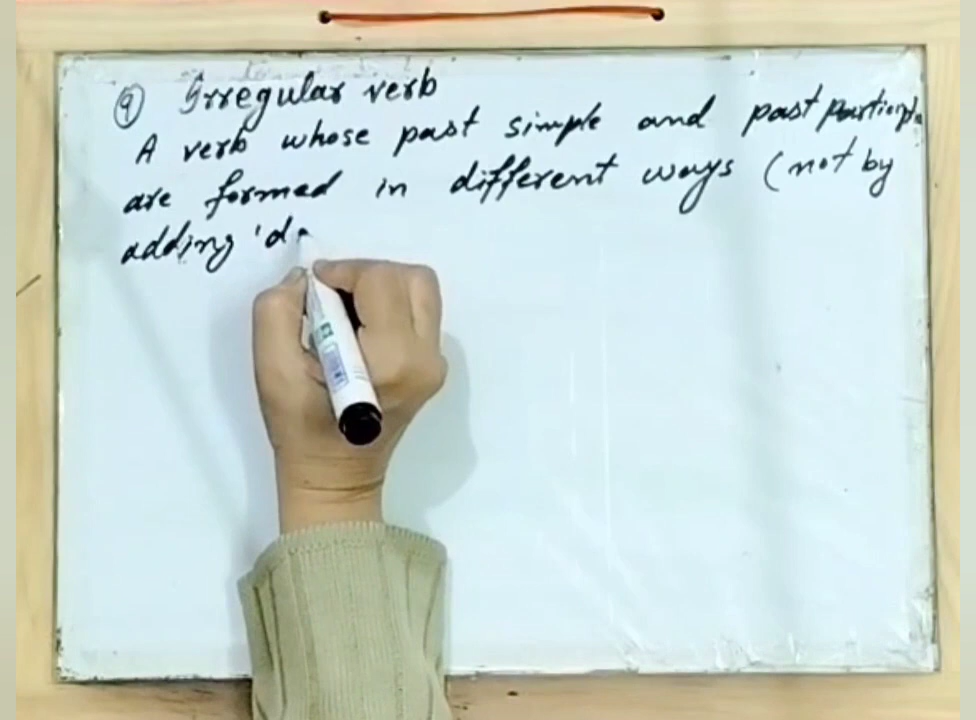 9 Irregular verb
A verb whose past simple and past participle
are formed in different ways (not by
adding 'd